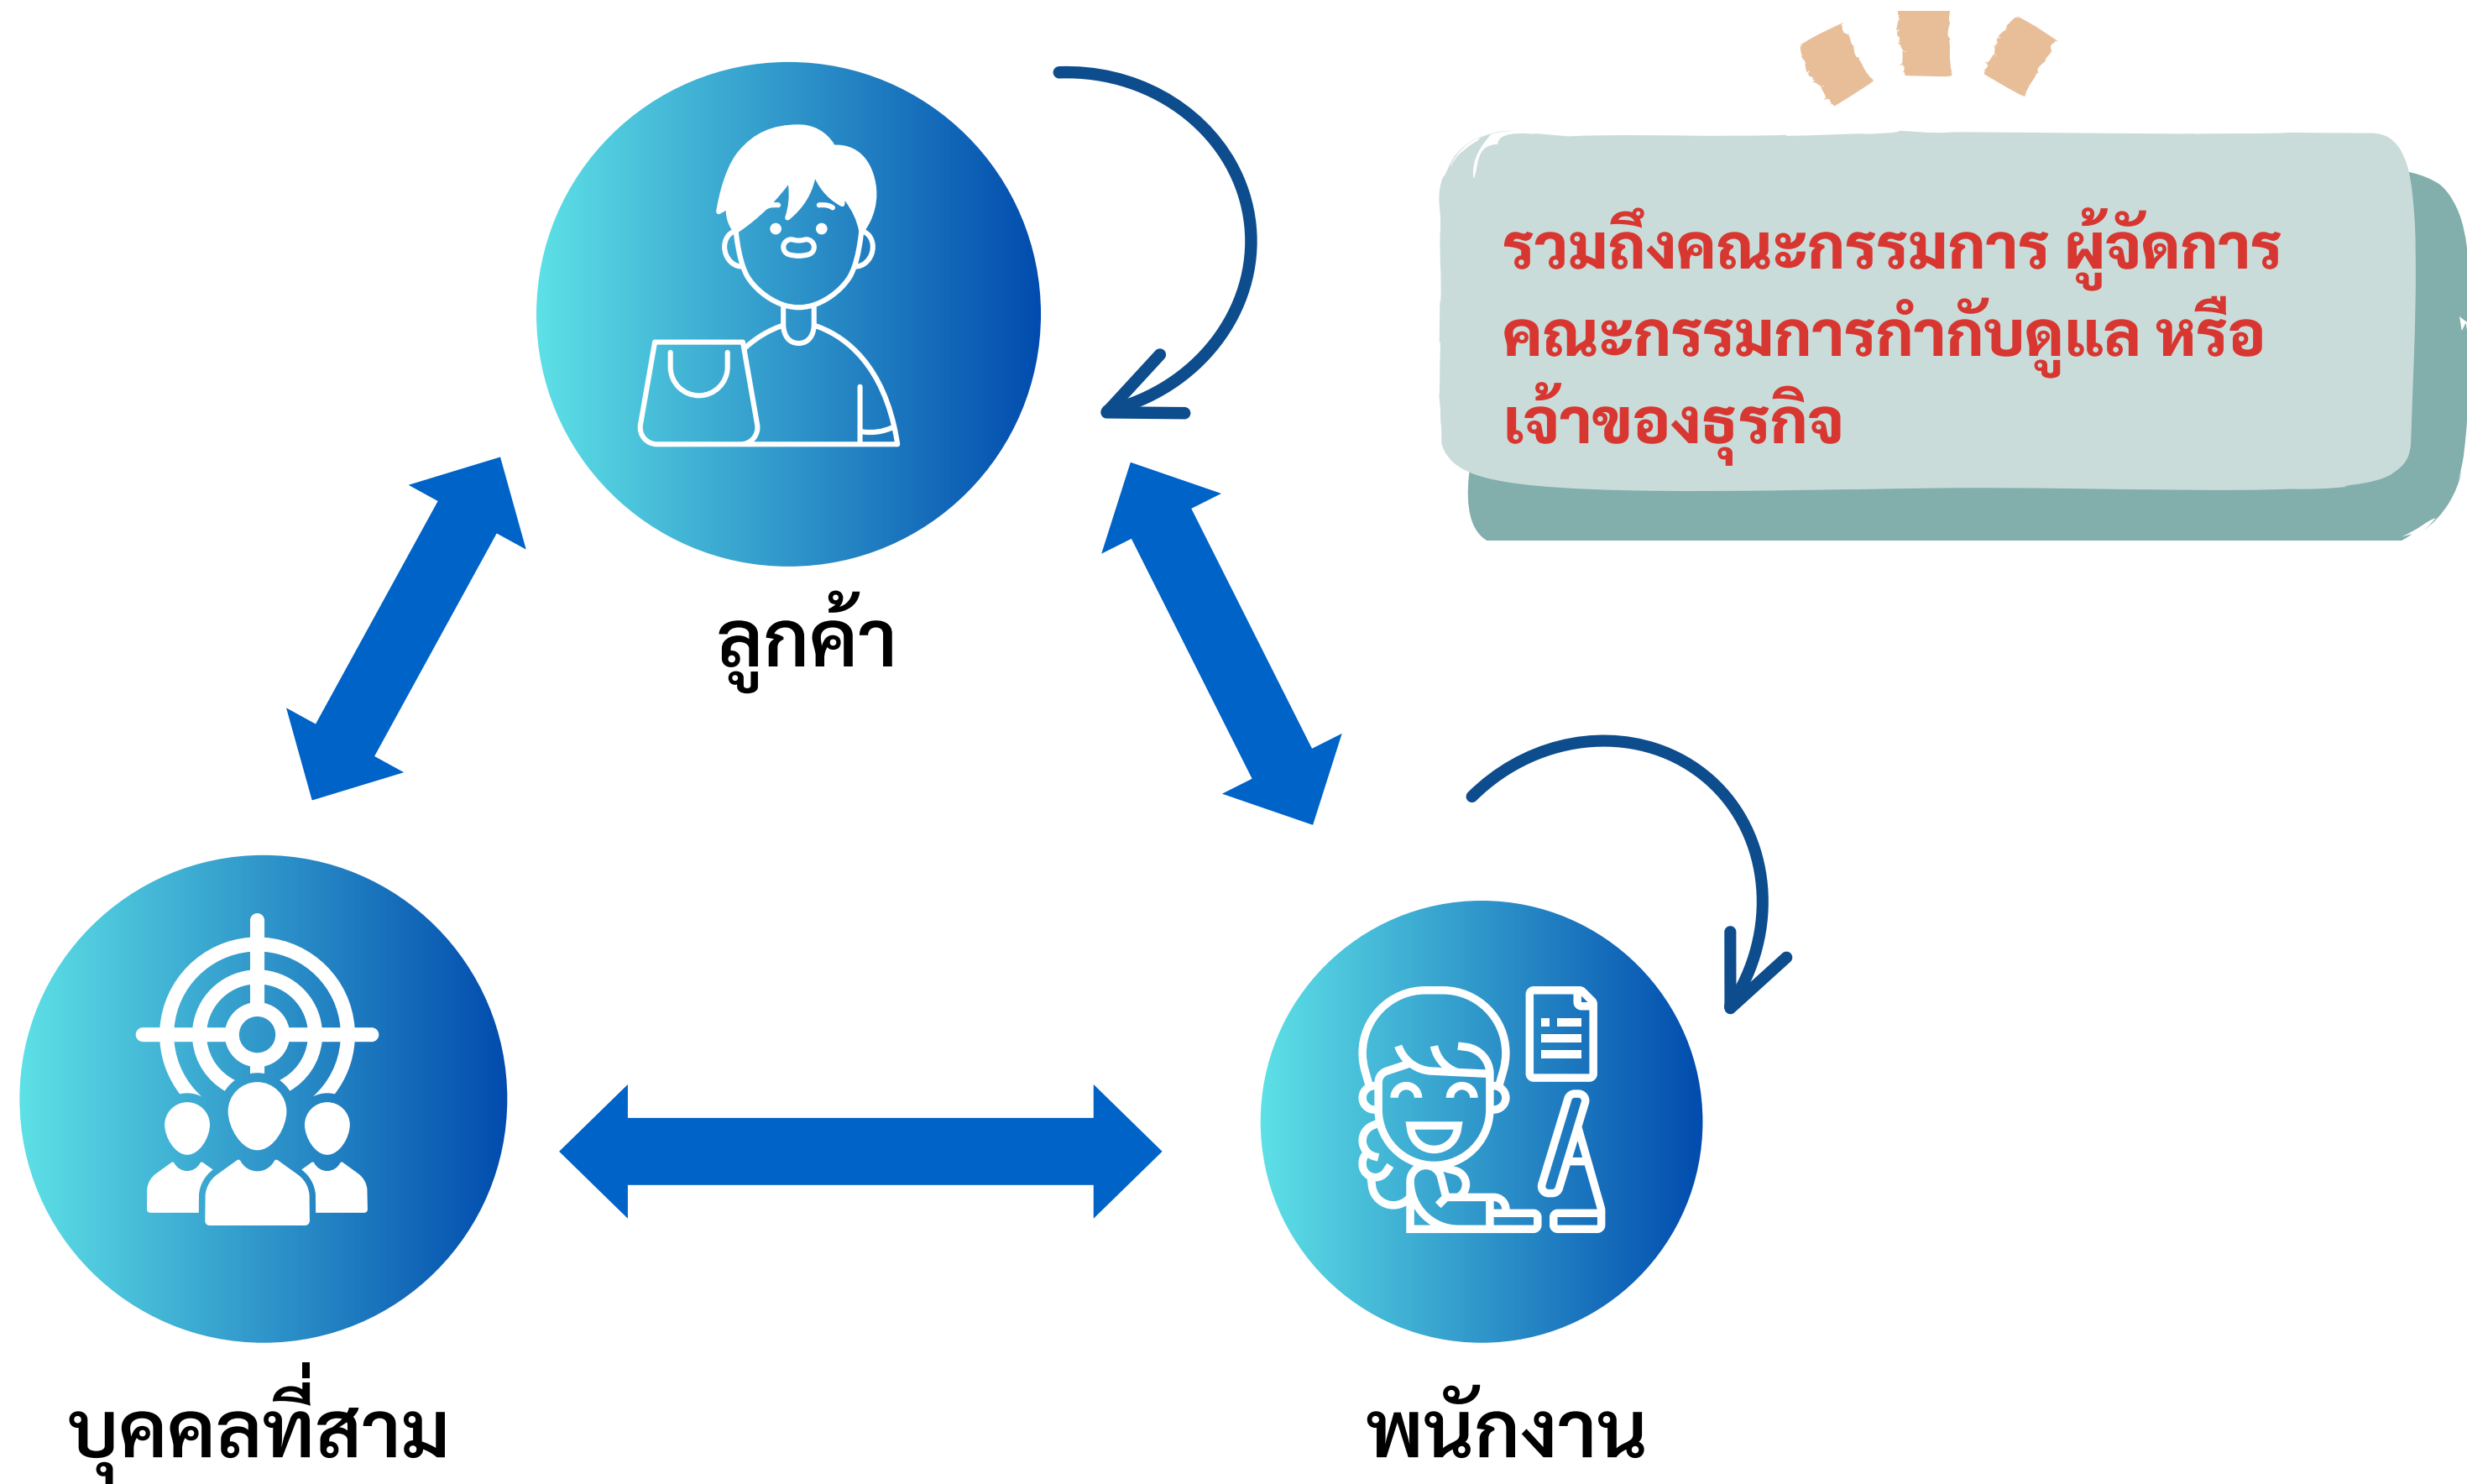 รวมถึงคณะกรรมการ ผู้จัดการ
คณะกรรมการกำกับดูแล หรือ
เจ้าของธุรกิจ
ลูกค้า
บุคคลที่สาม
พนักงาน